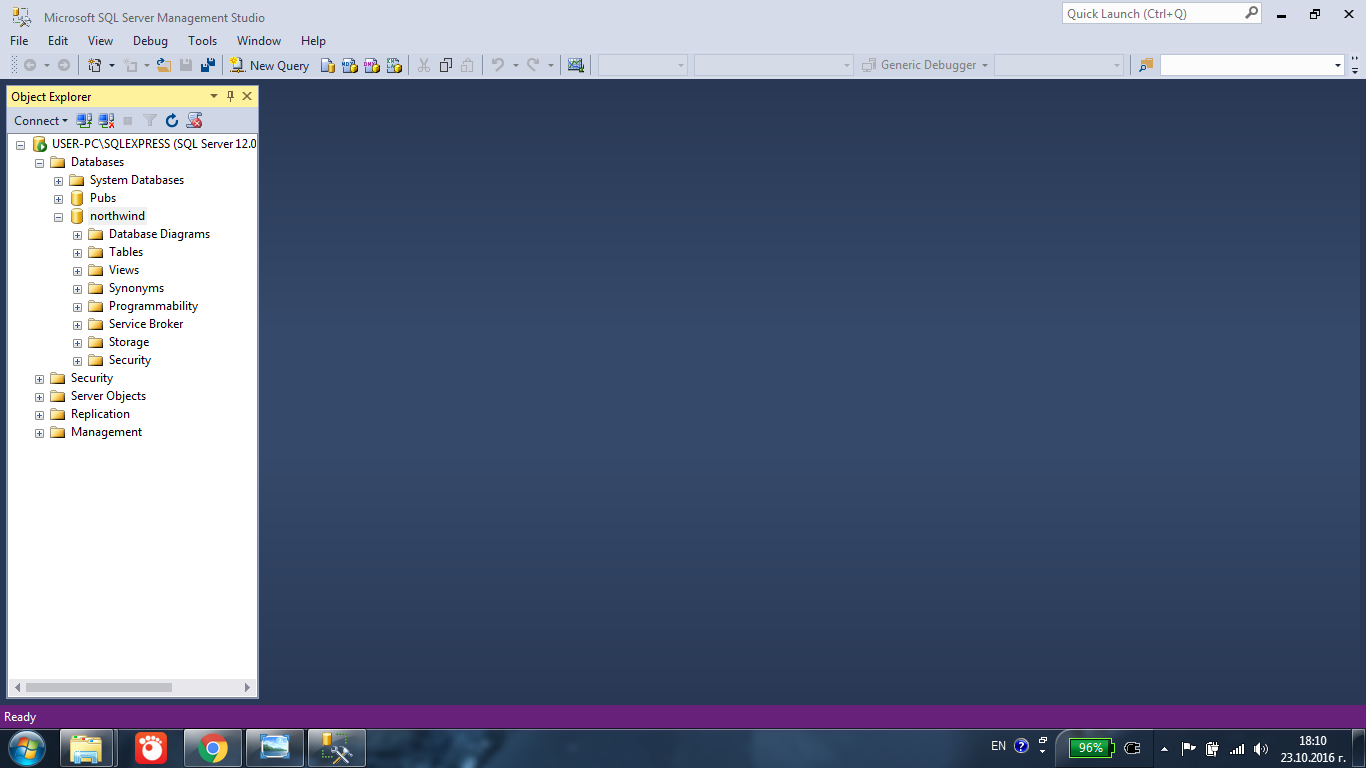 Microsoft SQL Server Management Studio
Quick Launch (Ctrl+Q)
File Edit View Debug Tools Window Help
New Query Generic Debugger
Object Explorer
Connect
USER-PC\SQLEXPRESS (SQL Server 12.0
Databases
System Databases
Pubs
northwind
Database Diagrams
Tables
Views
Synonyms
Programmability
Service Broker
Storage
Security
Security
Server Objects
Replication
Management
Ready
EN 96% 18:10
23.10.2016 г.